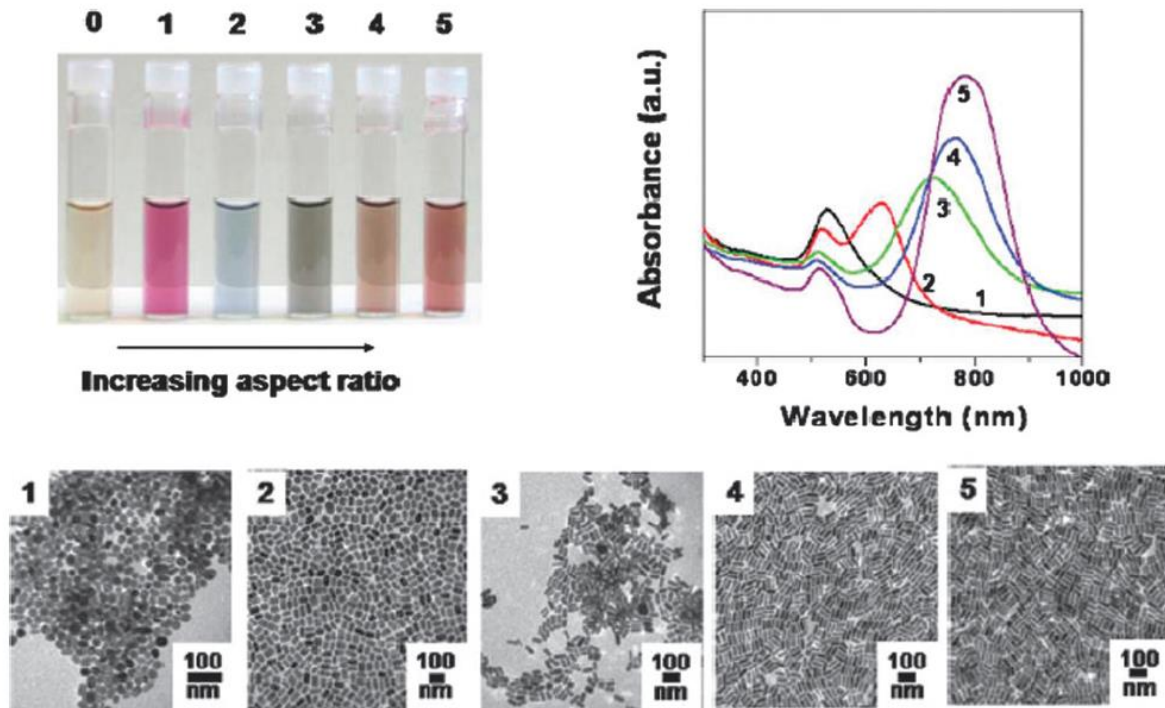 0 1 2 3 4 5
Increasing aspect ratio
Absorbance (a.u.)
5
4
3
2
1
400 600 800 1000
Wavelength (nm)
1
100
nm
2
100
nm
3
100
nm
4
100
nm
5
100
nm